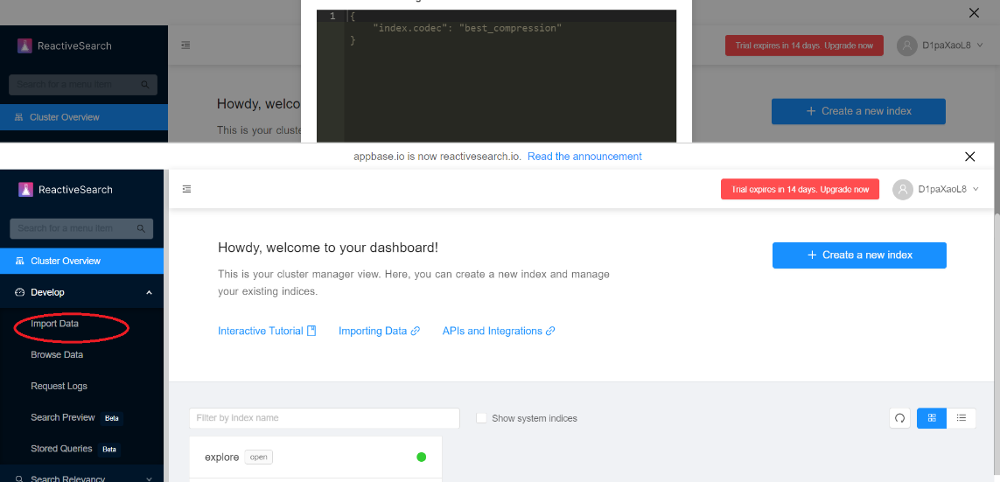 1 {
"index.codec": "best_compression"
}
ReactiveSearch
Trial expires in 14 days. Upgrade now
D1paXaoL8
Search for a menu item
Howdy, welco
+ Create a new index
Cluster Overview
This is your cluste
appbase.io is now reactivesearch.io. Read the announcement
ReactiveSearch
Trial expires in 14 days. Upgrade now
D1paXaoL8
Search for a menu item
Howdy, welcome to your dashboard!
+ Create a new index
Cluster Overview
This is your cluster manager view. Here, you can create a new index and manage
your existing indices.
Develop
Import Data
Interactive Tutorial
Importing Data
APIs and Integrations
Browse Data
Request Logs
Search Preview Beta
Filter by Index name
Show system indices
Stored Queries Beta
explore open
Search Relevancy